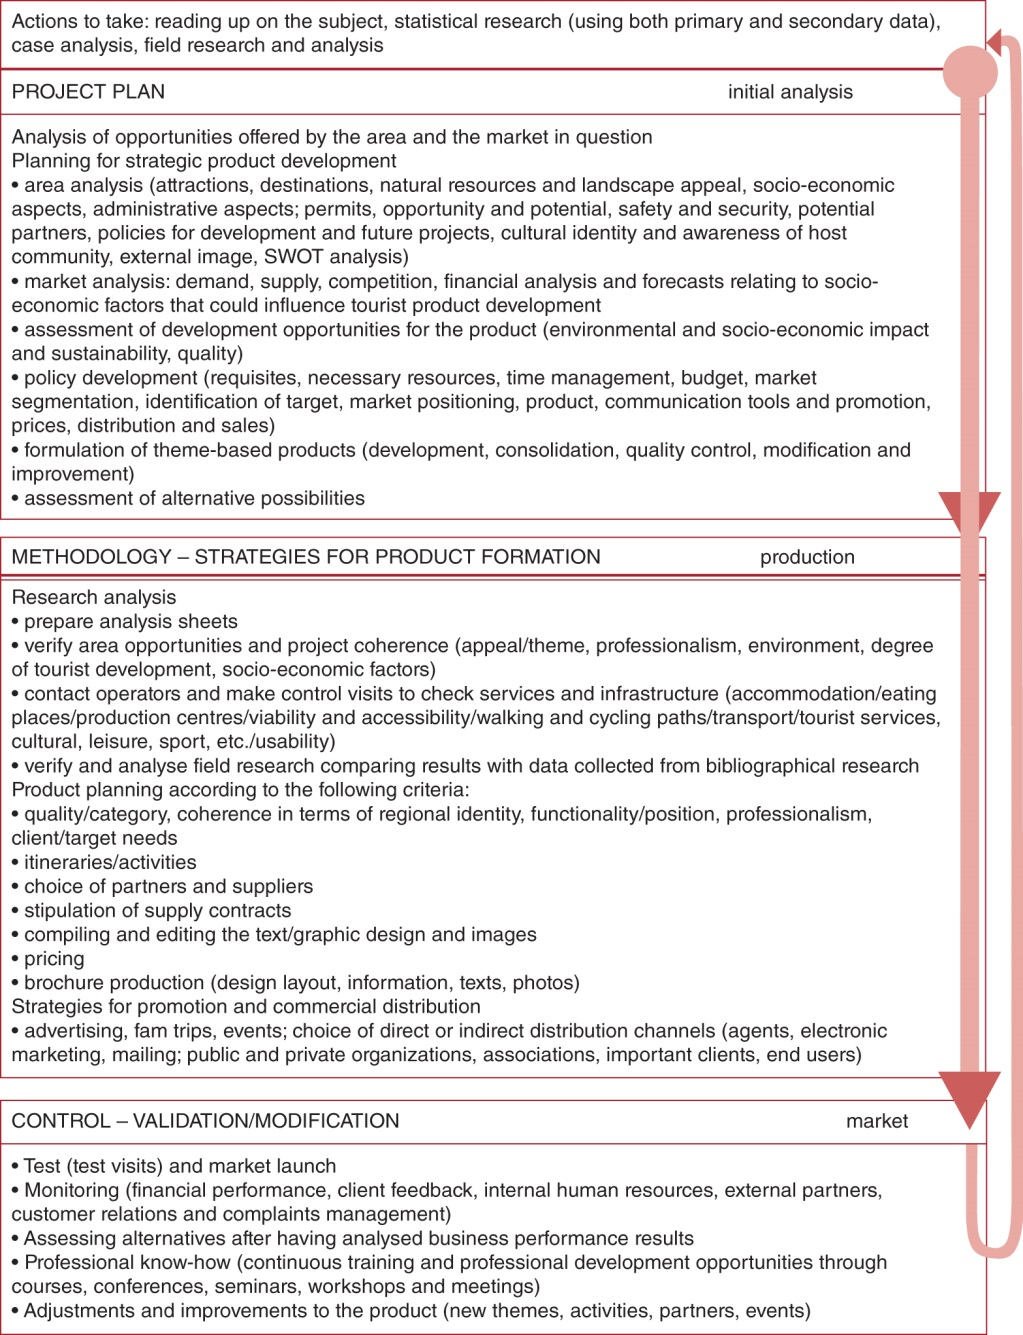 Actions to take: reading up on the subject, statistical research (using both primary and secondary data),
case analysis, field research and analysis
PROJECT PLAN initial analysis
Analysis of opportunities offered by the area and the market in question
Planning for strategic product development
• area analysis (attractions, destinations, natural resources and landscape appeal, socio-economic
aspects, administrative aspects; permits, opportunity and potential, safety and security, potential
partners, policies for development and future projects, cultural identity and awareness of host
community, external image, SWOT analysis)
• market analysis: demand, supply, competition, financial analysis and forecasts relating to socio-
economic factors that could influence tourist product development
• assessment of development opportunities for the product (environmental and socio-economic impact
and sustainability, quality)
• policy development (requisites, necessary resources, time management, budget, market
segmentation, identification of target, market positioning, product, communication tools and promotion,
prices, distribution and sales)
• formulation of theme-based products (development, consolidation, quality control, modification and
improvement)
• assessment of alternative possibilities
METHODOLOGY – STRATEGIES FOR PRODUCT FORMATION production
Research analysis
• prepare analysis sheets
• verify area opportunities and project coherence (appeal/theme, professionalism, environment, degree
of tourist development, socio-economic factors)
• contact operators and make control visits to check services and infrastructure (accommodation/eating
places/production centres/viability and accessibility/walking and cycling paths/transport/tourist services,
cultural, leisure, sport, etc./usability)
• verify and analyse field research comparing results with data collected from bibliographical research
Product planning according to the following criteria:
• quality/category, coherence in terms of regional identity, functionality/position, professionalism,
client/target needs
• itineraries/activities
• choice of partners and suppliers
• stipulation of supply contracts
• compiling and editing the text/graphic design and images
• pricing
• brochure production (design layout, information, texts, photos)
Strategies for promotion and commercial distribution
• advertising, fam trips, events; choice of direct or indirect distribution channels (agents, electronic
marketing, mailing; public and private organizations, associations, important clients, end users)
CONTROL – VALIDATION/MODIFICATION market
• Test (test visits) and market launch
• Monitoring (financial performance, client feedback, internal human resources, external partners,
customer relations and complaints management)
• Assessing alternatives after having analysed business performance results
• Professional know-how (continuous training and professional development opportunities through
courses, conferences, seminars, workshops and meetings)
• Adjustments and improvements to the product (new themes, activities, partners, events)